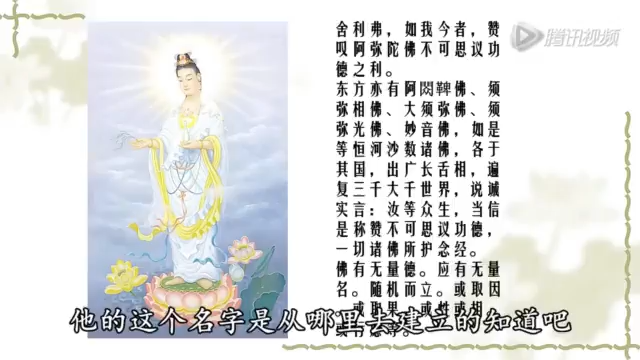 腾讯视频
舍利弗，如我今者，赞
叹阿弥陀佛不可思议功
德之利。
东方亦有阿閦鞞佛、须
弥相佛、大须弥佛、须
弥光佛、妙音佛，如是
等恒河沙数诸佛，各于
其国，出广长舌相，遍
复三千大千世界，说诚
实言：汝等众生，当信
是称赞不可思议功德，
一切诸佛所护念经。
佛有无量德。应有无量
名。随机而立。或取因
他的这个名字是从哪里去建立的知道吧